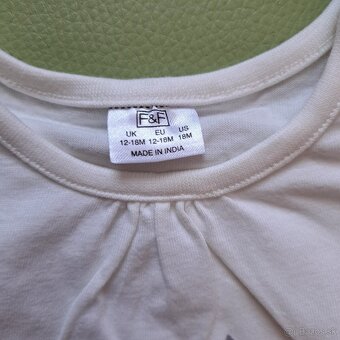 F&F
UK EU US
12-18M 12-18M 18M
MADE IN INDIA